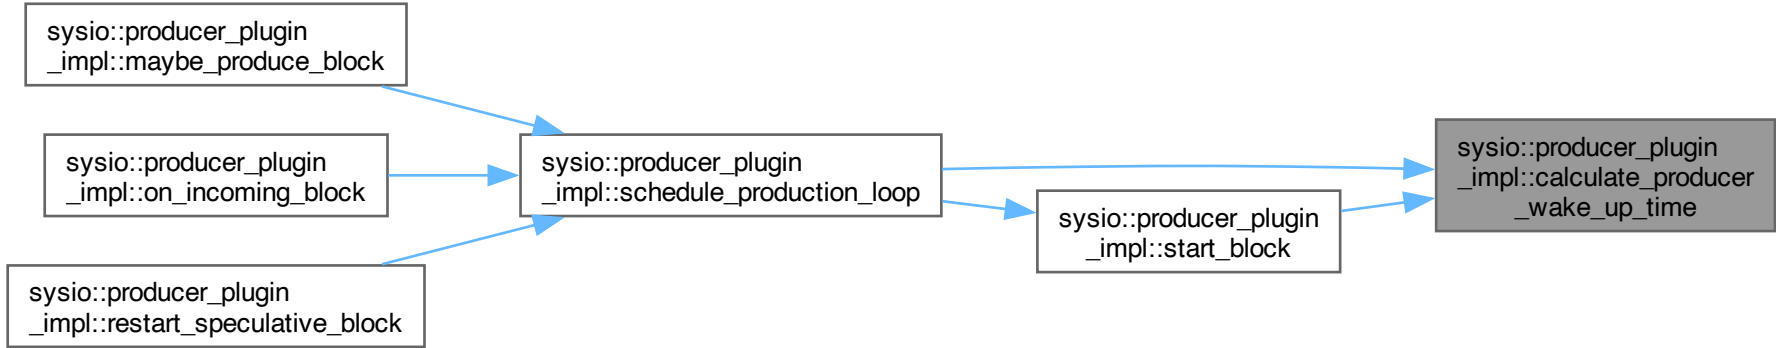 sysio::producer_plugin
_impl::maybe_produce_block
sysio::producer_plugin
_impl::on_incoming_block
sysio::producer_plugin
_impl::restart_speculative_block
sysio::producer_plugin
_impl::schedule_production_loop
sysio::producer_plugin
_impl::start_block
sysio::producer_plugin
_impl::calculate_producer
_wake_up_time